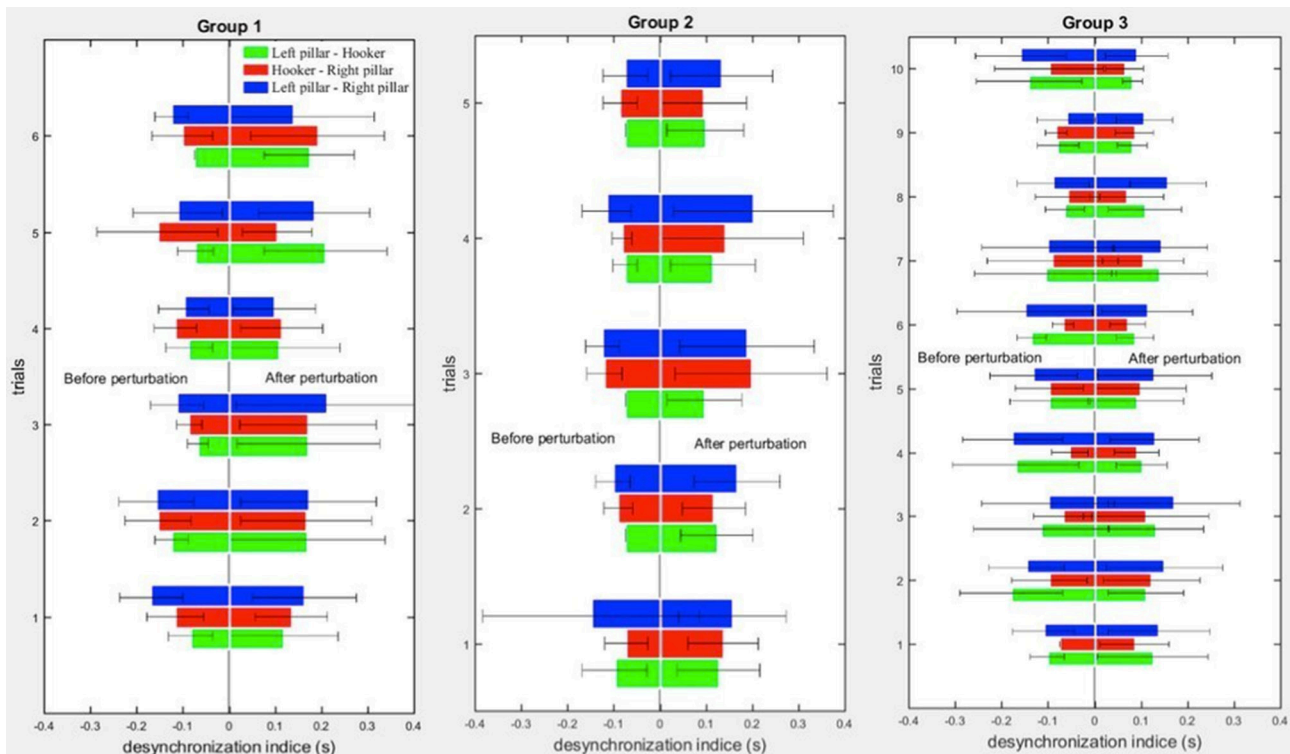 Group 1
Left pillar - Hooker
Hooker - Right pillar
Left pillar - Right pillar
6
5
4
3
2
1
trials
Before perturbation
After perturbation
-0.4 -0.3 -0.2 -0.1 0 0.1 0.2 0.3 0.4
desynchronization indice (s)
Group 2
5
4
3
2
1
trials
Before perturbation
After perturbation
-0.4 -0.3 -0.2 -0.1 0 0.1 0.2 0.3 0.4
desynchronization indice (s)
Group 3
10
9
8
7
6
5
4
3
2
1
trials
Before perturbation
After perturbation
-0.4 -0.3 -0.2 -0.1 0 0.1 0.2 0.3 0.4
desynchronization indice (s)